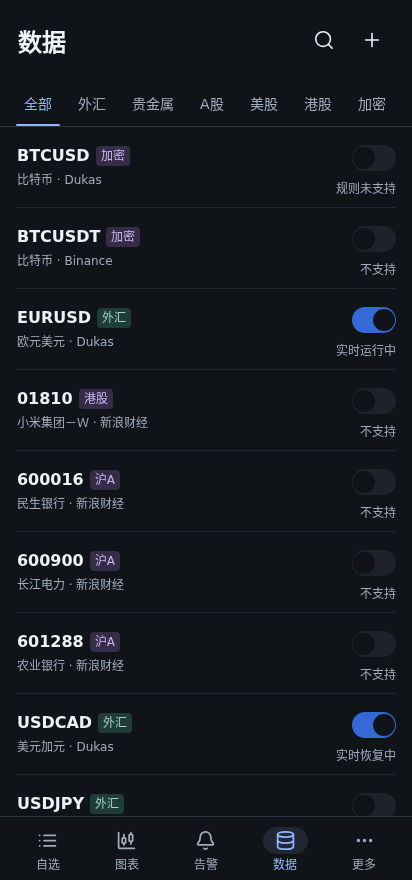 数据
全部 外汇 贵金属 A股 美股 港股 加密
BTCUSD 加密
比特币 · Dukas
规则未支持
BTCUSDT 加密
比特币 · Binance
不支持
EURUSD 外汇
欧元美元 · Dukas
实时运行中
01810 港股
小米集团－W · 新浪财经
不支持
600016 沪A
民生银行 · 新浪财经
不支持
600900 沪A
长江电力 · 新浪财经
不支持
601288 沪A
农业银行 · 新浪财经
不支持
USDCAD 外汇
美元加元 · Dukas
实时恢复中
USDJPY 外汇
自选 图表 告警 数据 更多